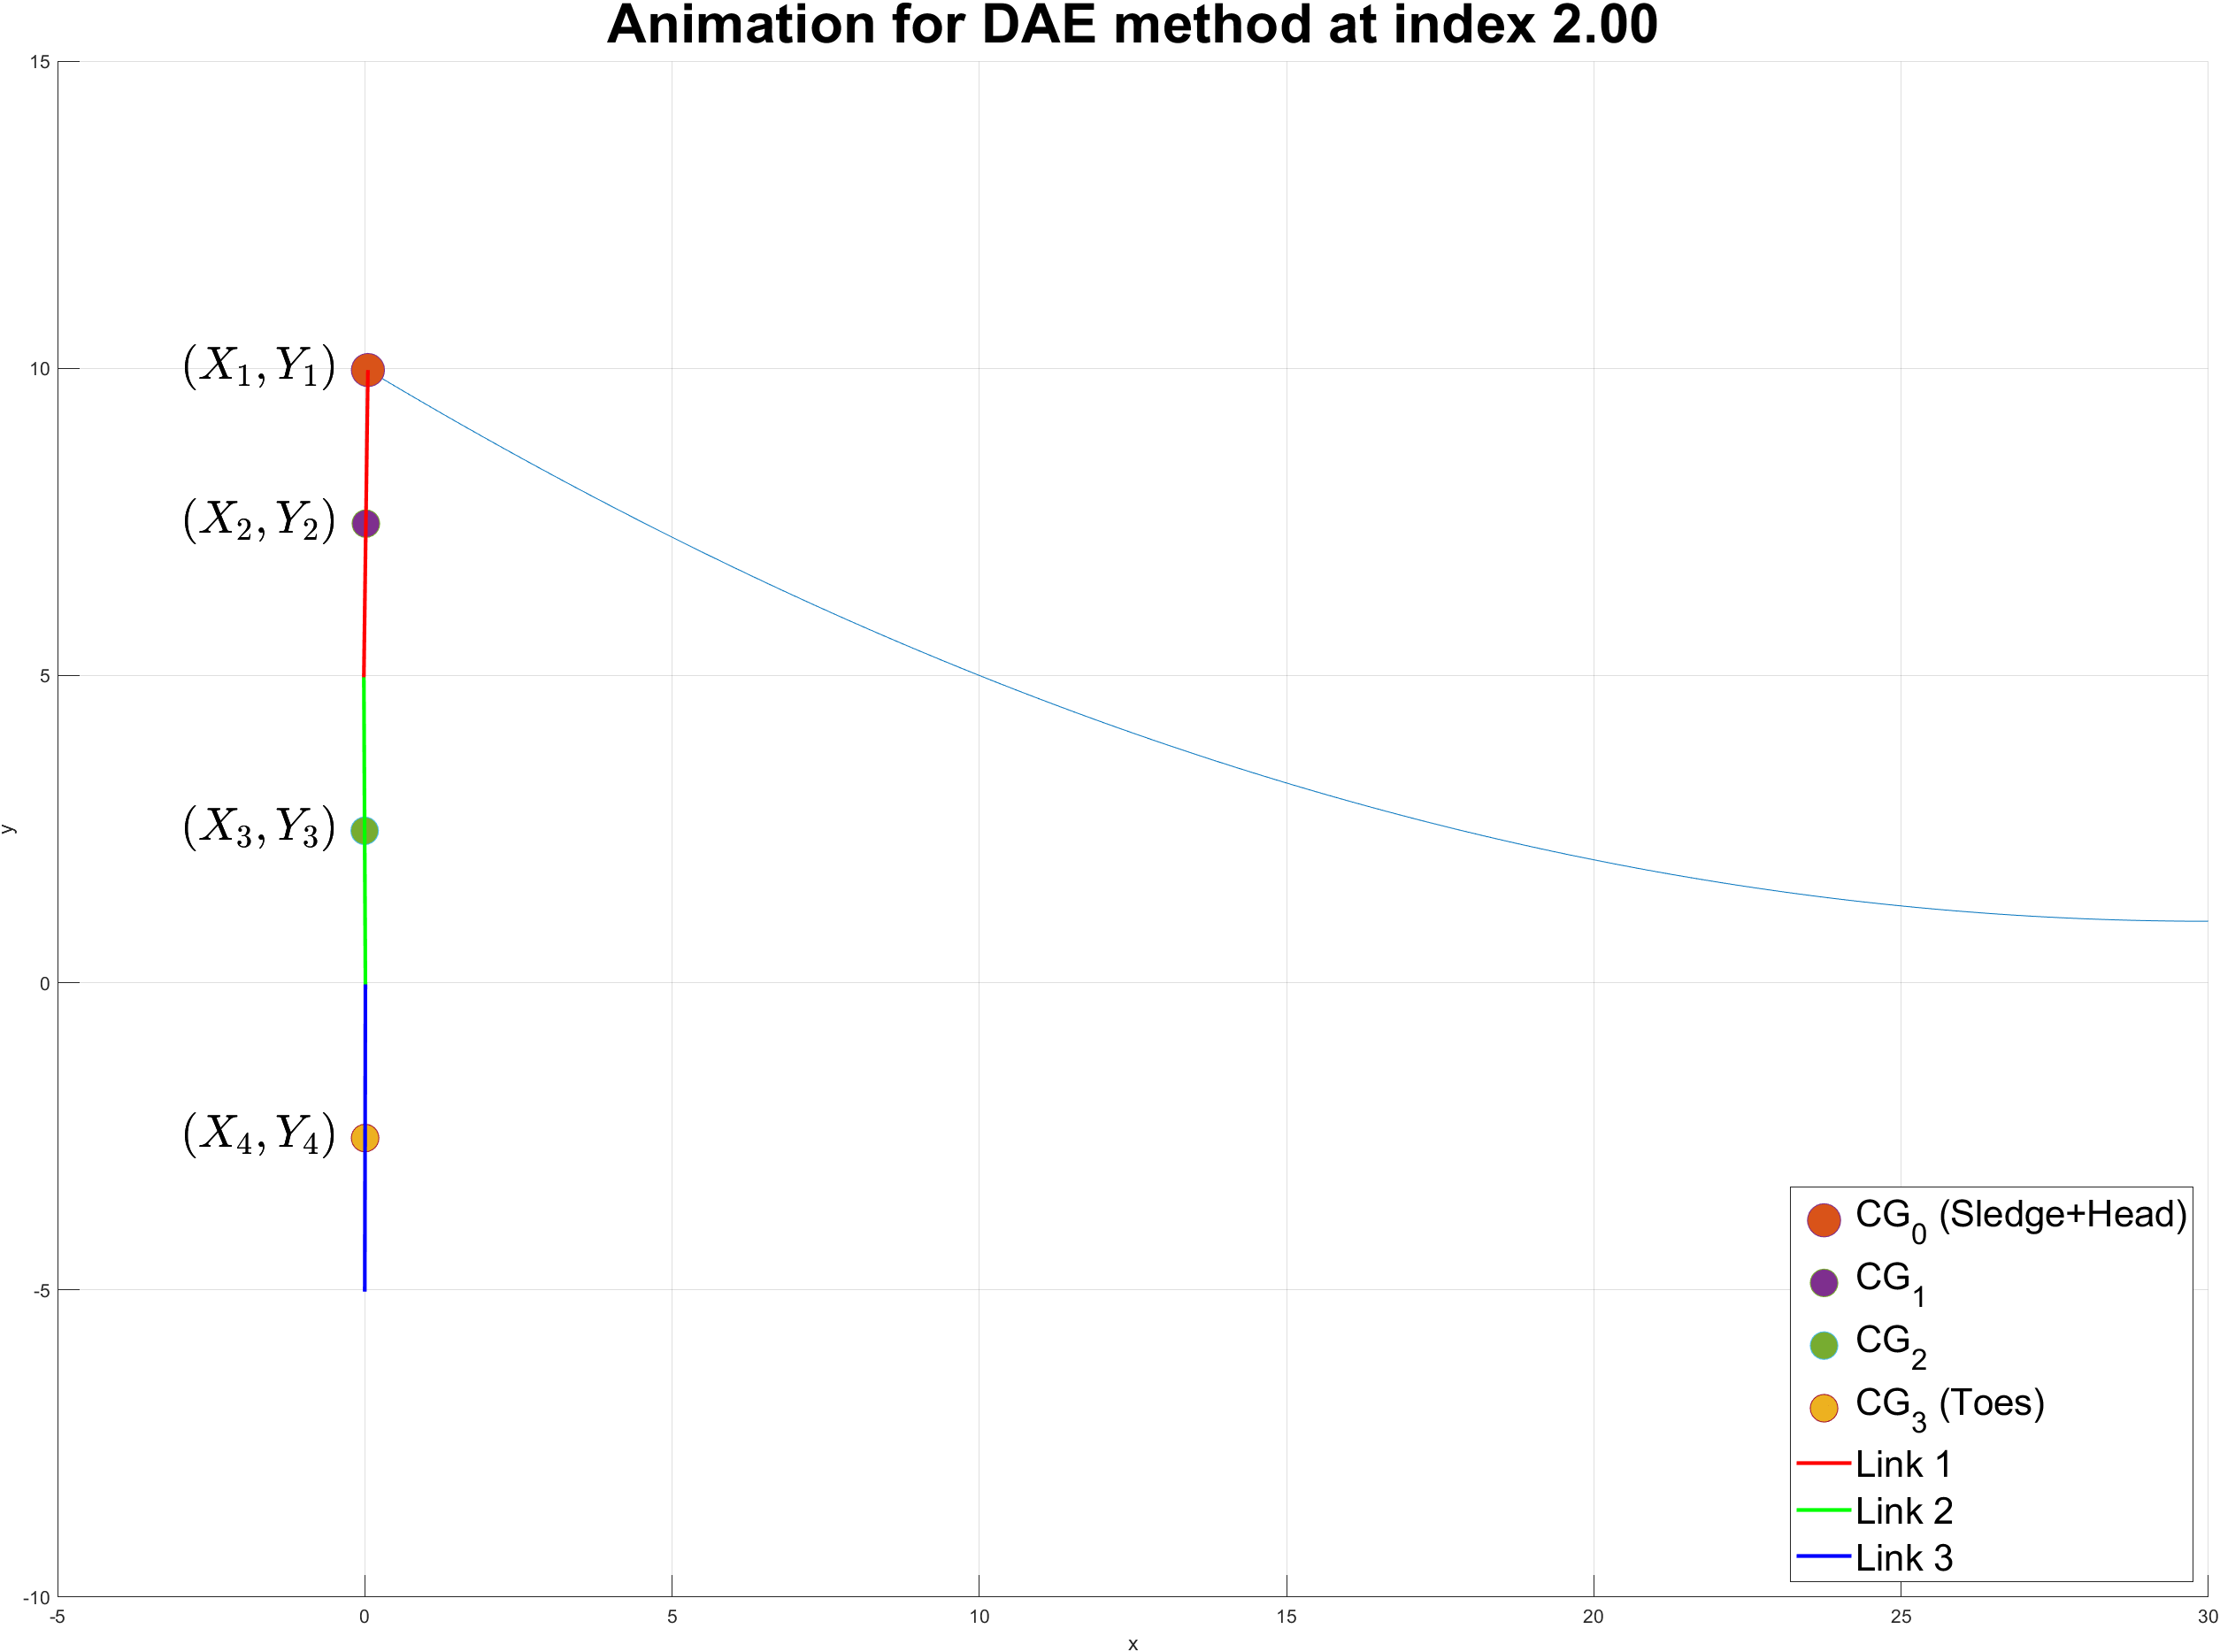 Animation for DAE method at index 2.00
15
10
5
0
-5
-10
y
(X₁, Y₁)
(X₂, Y₂)
(X₃, Y₃)
(X₄, Y₄)
CG₀ (Sledge+Head)
CG₁
CG₂
CG₃ (Toes)
Link 1
Link 2
Link 3
-5 0 5 10 15 20 25 30
x